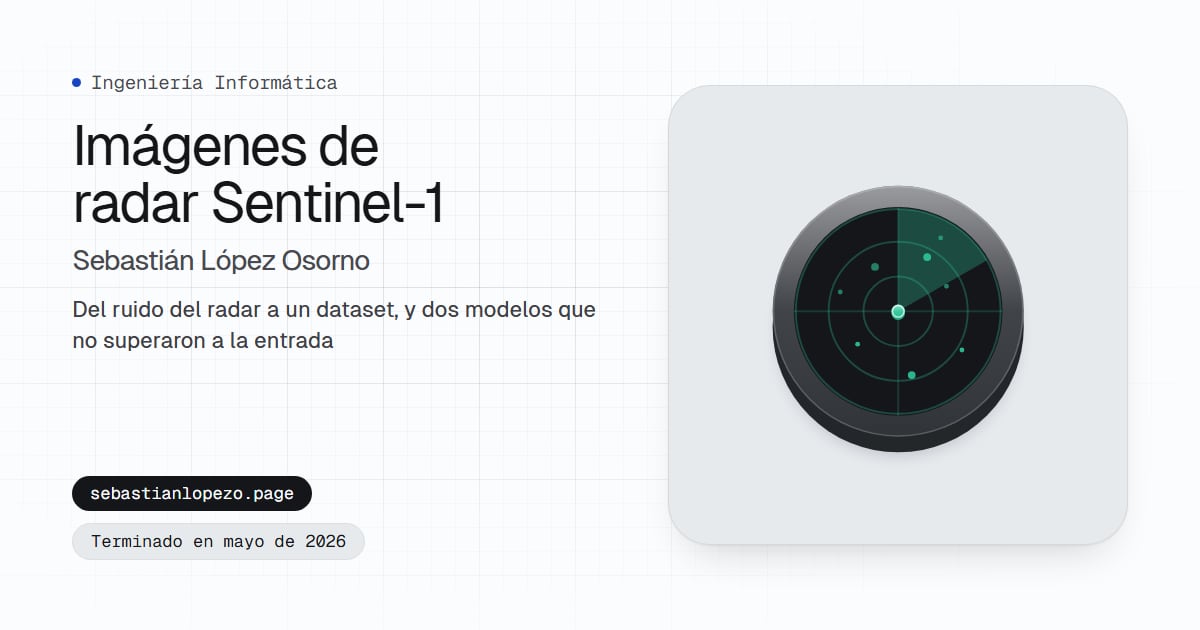 Ingeniería Informática
Imágenes de
radar Sentinel-1
Sebastián López Osorno
Del ruido del radar a un dataset, y dos modelos que
no superaron a la entrada
sebastianlopezo.page
Terminado en mayo de 2026